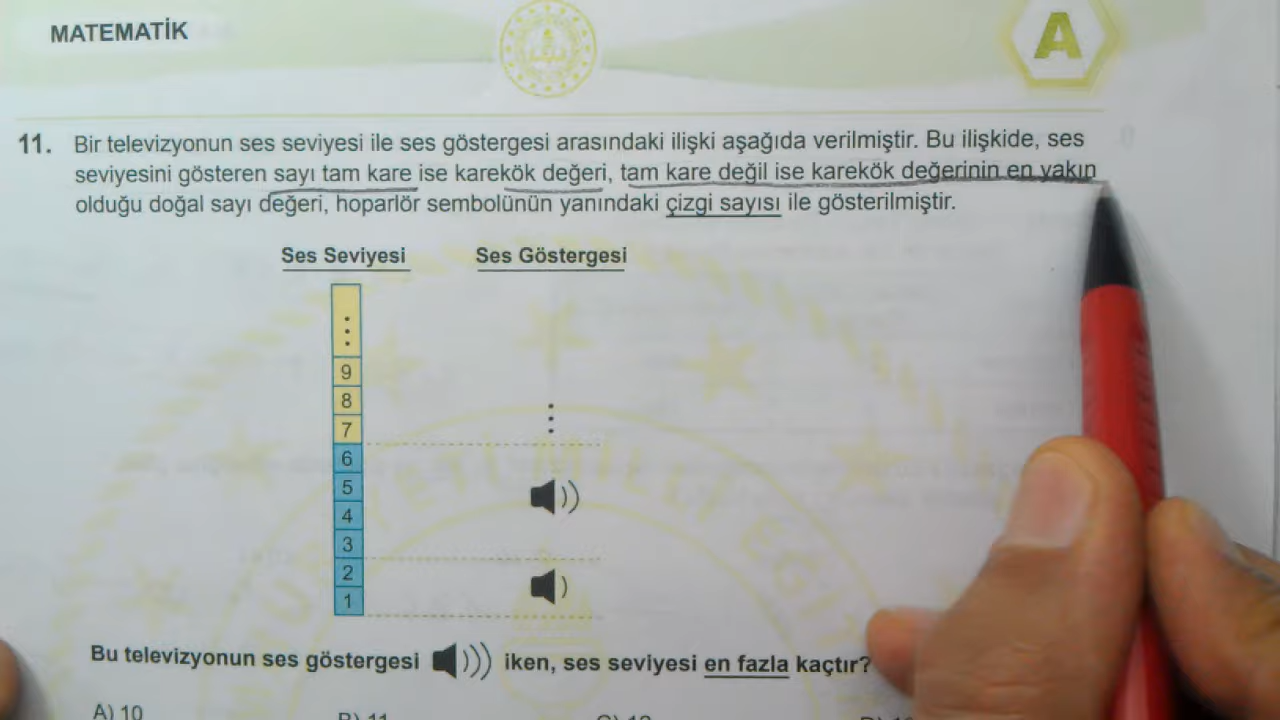 MATEMATİK
A
11. Bir televizyonun ses seviyesi ile ses göstergesi arasındaki ilişki aşağıda verilmiştir. Bu ilişkide, ses
seviyesini gösteren sayı tam kare ise karekök değeri, tam kare değil ise karekök değerinin en yakın
olduğu doğal sayı değeri, hoparlör sembolünün yanındaki çizgi sayısı ile gösterilmiştir.
Ses Seviyesi Ses Göstergesi
9
8
7
6
5
4
3
2
1
Bu televizyonun ses göstergesi iken, ses seviyesi en fazla kaçtır?
A) 10 B) 11